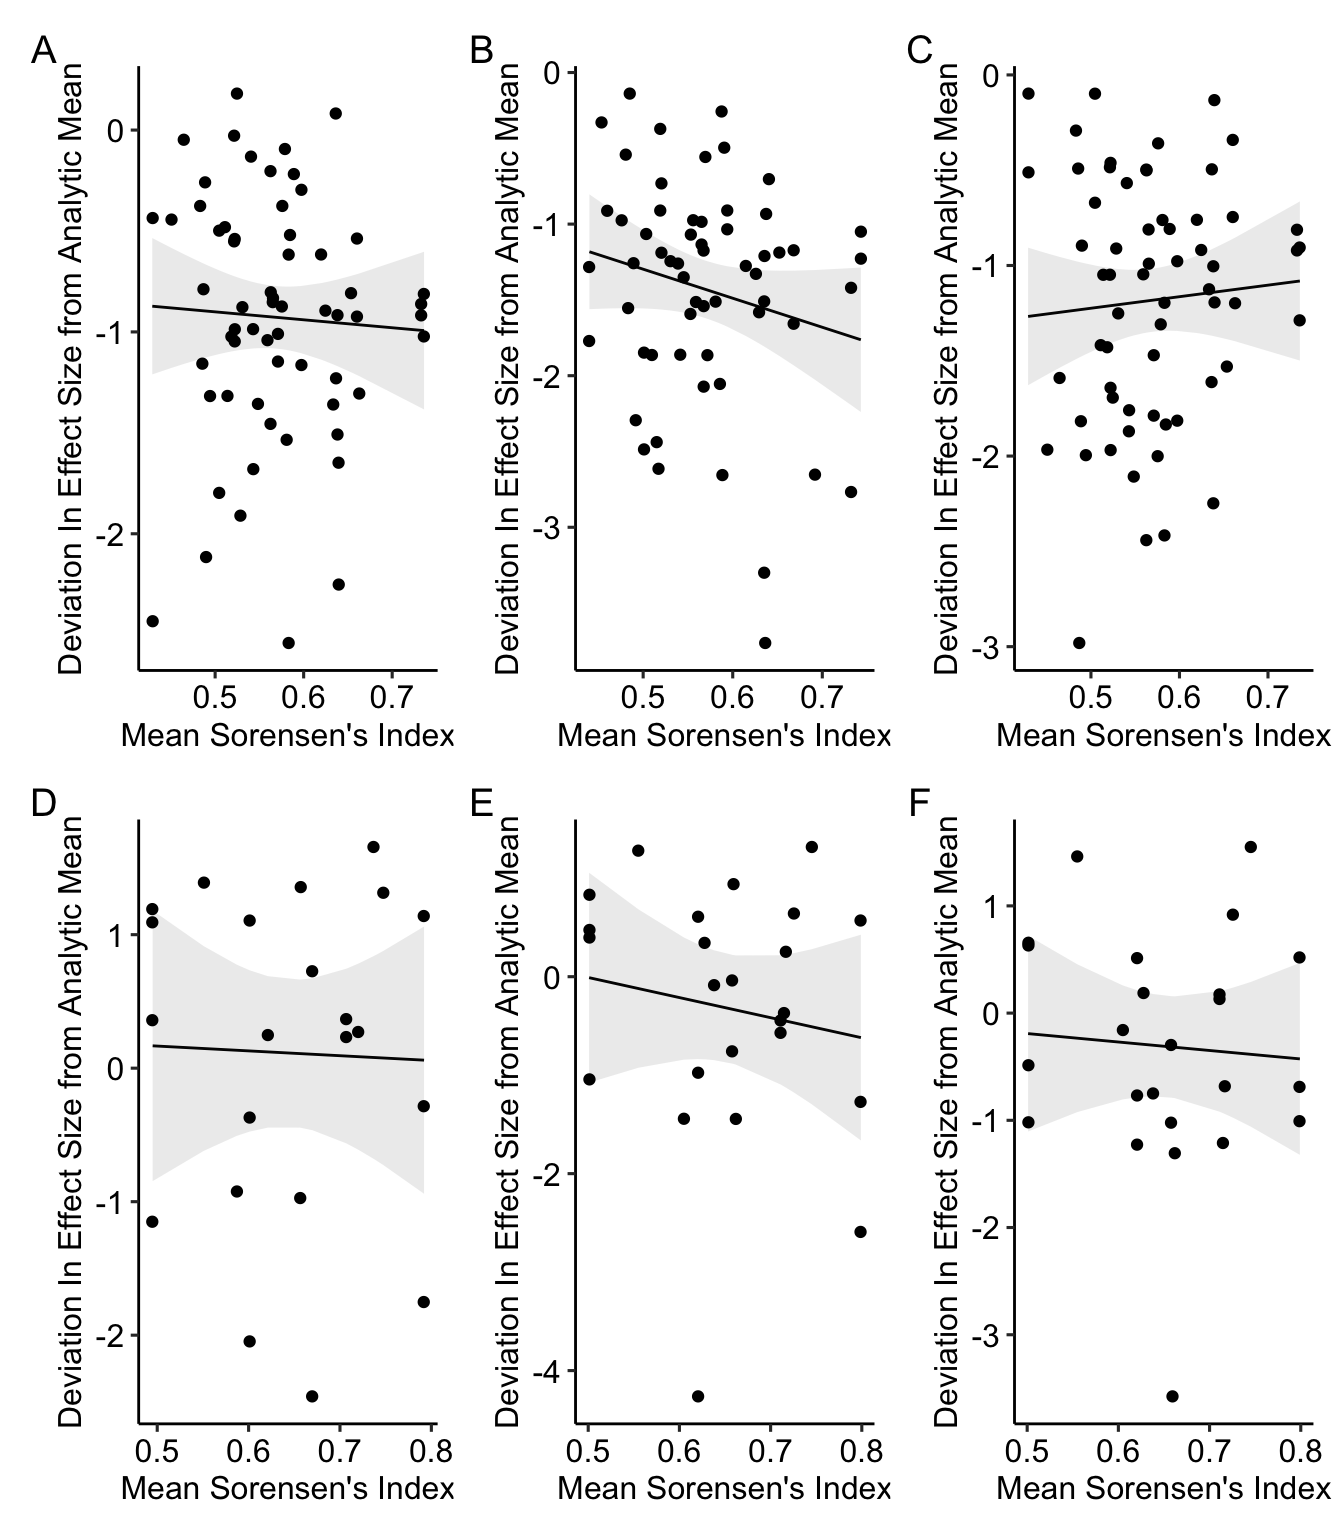 A
Deviation In Effect Size from Analytic Mean
0
-1
-2
0.5 0.6 0.7
Mean Sorensen's Index
B
Deviation In Effect Size from Analytic Mean
0
-1
-2
-3
0.5 0.6 0.7
Mean Sorensen's Index
C
Deviation In Effect Size from Analytic Mean
0
-1
-2
-3
0.5 0.6 0.7
Mean Sorensen's Index
D
Deviation In Effect Size from Analytic Mean
1
0
-1
-2
0.5 0.6 0.7 0.8
Mean Sorensen's Index
E
Deviation In Effect Size from Analytic Mean
0
-2
-4
0.5 0.6 0.7 0.8
Mean Sorensen's Index
F
Deviation In Effect Size from Analytic Mean
1
0
-1
-2
-3
0.5 0.6 0.7 0.8
Mean Sorensen's Index